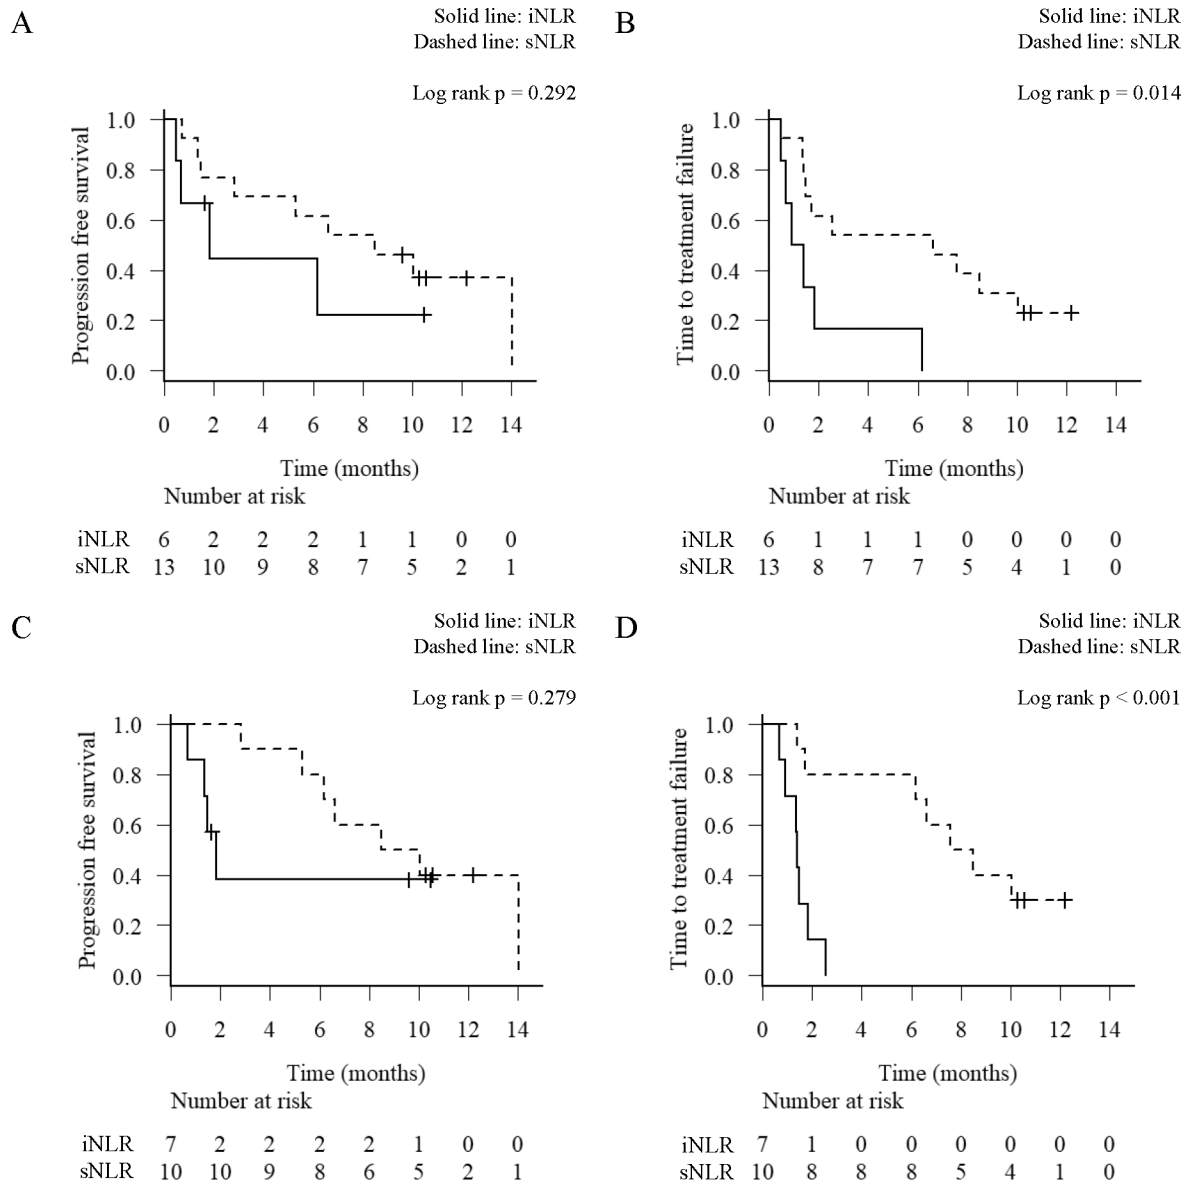 A
Solid line: iNLR
Dashed line: sNLR
Log rank p = 0.292
Progression free survival
1.0
0.8
0.6
0.4
0.2
0.0
0 2 4 6 8 10 12 14
Time (months)
Number at risk
iNLR 6 2 2 2 1 1 0 0
sNLR 13 10 9 8 7 5 2 1
B
Solid line: iNLR
Dashed line: sNLR
Log rank p = 0.014
Time to treatment failure
1.0
0.8
0.6
0.4
0.2
0.0
0 2 4 6 8 10 12 14
Time (months)
Number at risk
iNLR 6 1 1 1 0 0 0 0
sNLR 13 8 7 7 5 4 1 0
C
Solid line: iNLR
Dashed line: sNLR
Log rank p = 0.279
Progression free survival
1.0
0.8
0.6
0.4
0.2
0.0
0 2 4 6 8 10 12 14
Time (months)
Number at risk
iNLR 7 2 2 2 2 1 0 0
sNLR 10 10 9 8 6 5 2 1
D
Solid line: iNLR
Dashed line: sNLR
Log rank p < 0.001
Time to treatment failure
1.0
0.8
0.6
0.4
0.2
0.0
0 2 4 6 8 10 12 14
Time (months)
Number at risk
iNLR 7 1 0 0 0 0 0 0
sNLR 10 8 8 8 5 4 1 0